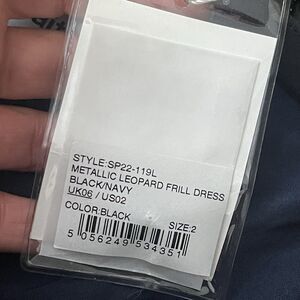 STYLE:SP22-119L
METALLIC LEOPARD FRILL DRESS
BLACK/NAVY
UK06 / US02
COLOR:BLACK SIZE:2
5 056249 534351